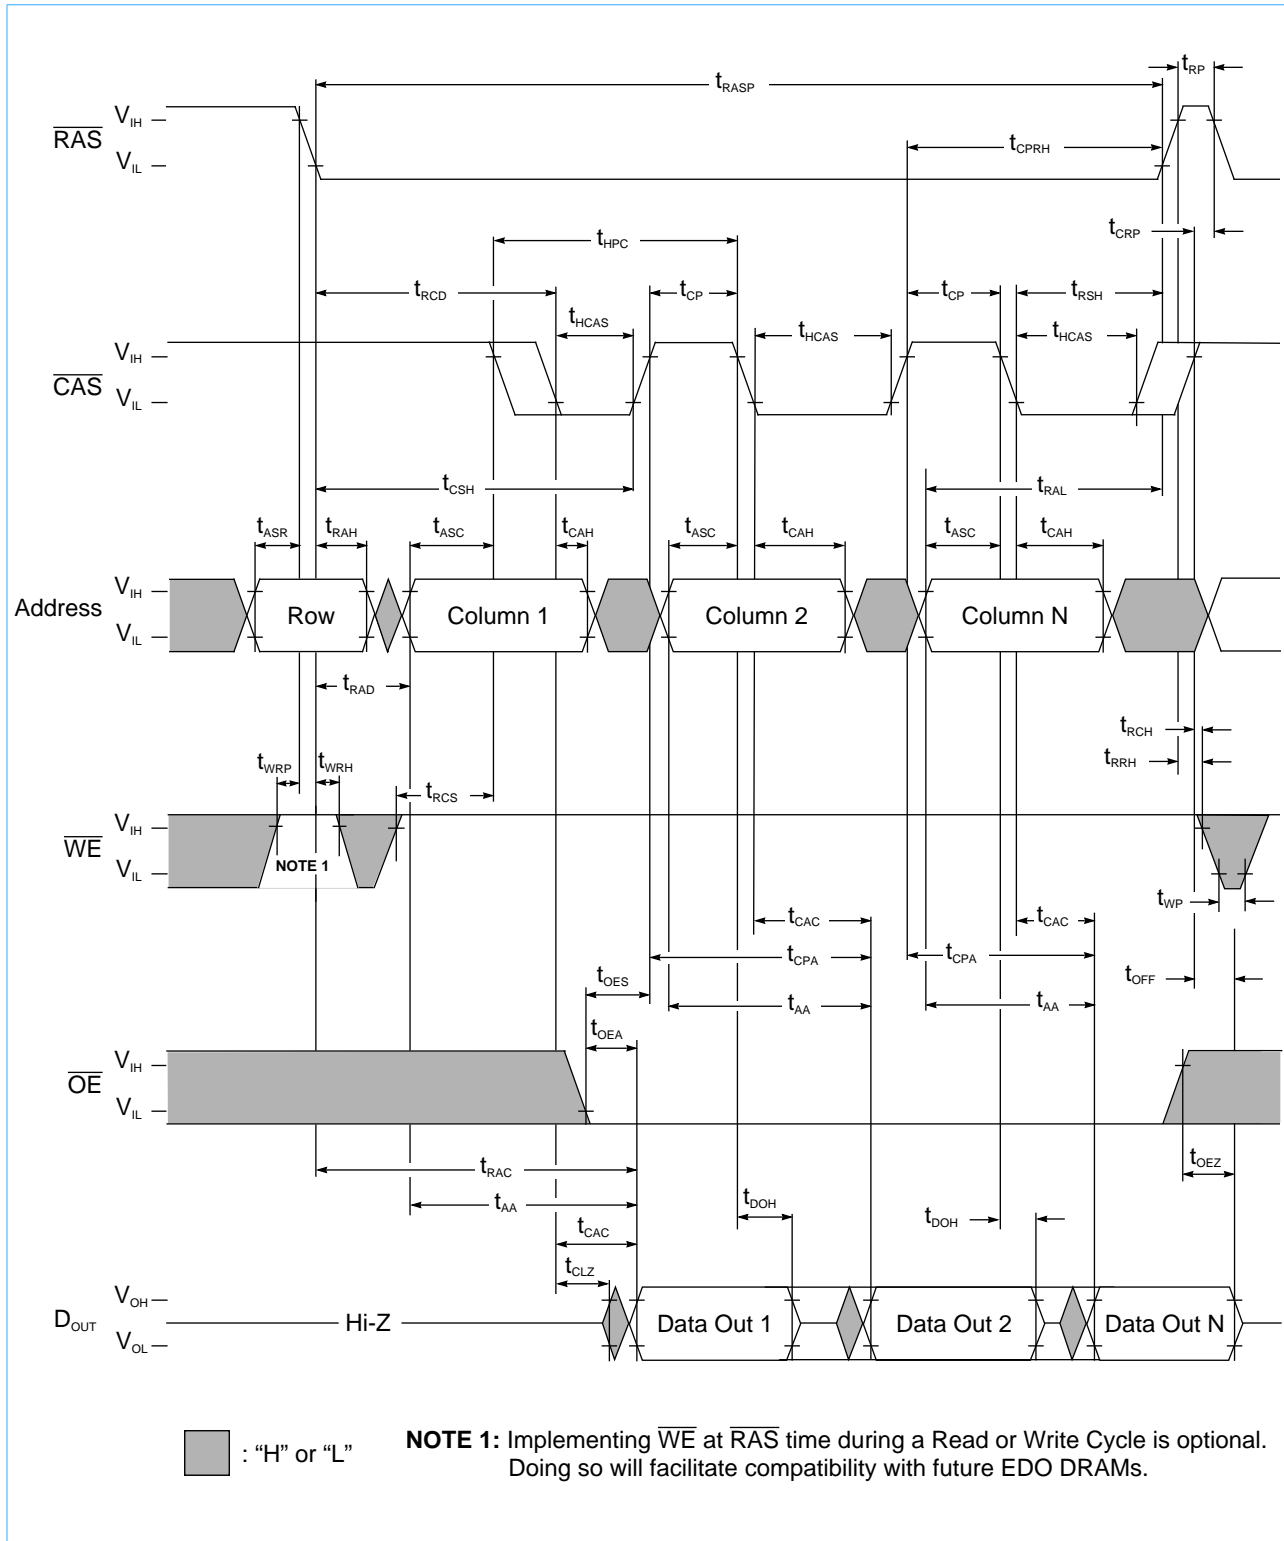 tRP
tRASP
VIH
RAS
tCPRH
VIL
tCRP
tHPC
tRCD tCP tCP tRSH
tHCAS tHCAS tHCAS
VIH
CAS
VIL
tCSH tRAL
tASR tRAH tASC tCAH tASC tCAH tASC tCAH
VIH
Address Row Column 1 Column 2 Column N
VIL
tRAD
tRCH
tWRP tWRH tRRH
tRCS
VIH
WE
NOTE 1
VIL
tWP
tCAC tCAC
tCPA tCPA
tOES tOFF
tAA tAA
tOEA
VIH
OE
VIL
tRAC tOEZ
tAA tDOH tDOH
tCAC
tCLZ
VOH
DOUT Hi-Z Data Out 1 Data Out 2 Data Out N
VOL
: “H” or “L”
NOTE 1: Implementing WE at RAS time during a Read or Write Cycle is optional.
Doing so will facilitate compatibility with future EDO DRAMs.